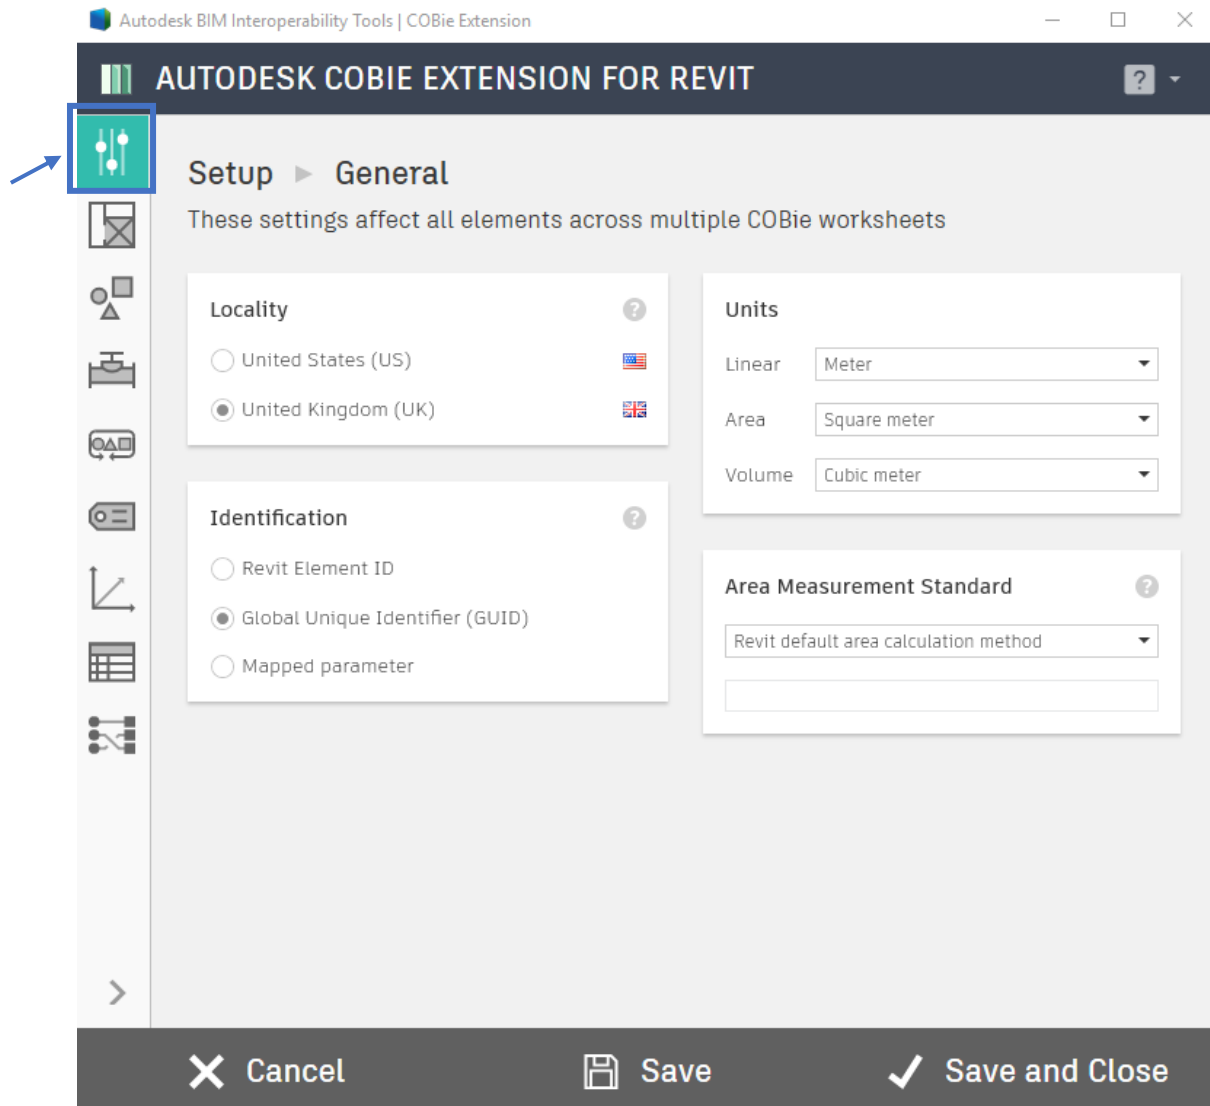 Autodesk BIM Interoperability Tools | COBie Extension
AUTODESK COBIE EXTENSION FOR REVIT
?
Setup
General
These settings affect all elements across multiple COBie worksheets
Locality
?
United States (US)
United Kingdom (UK)
Identification
?
Revit Element ID
Global Unique Identifier (GUID)
Mapped parameter
Units
Linear
Meter
Area
Square meter
Volume
Cubic meter
Area Measurement Standard
?
Revit default area calculation method
Cancel
Save
Save and Close